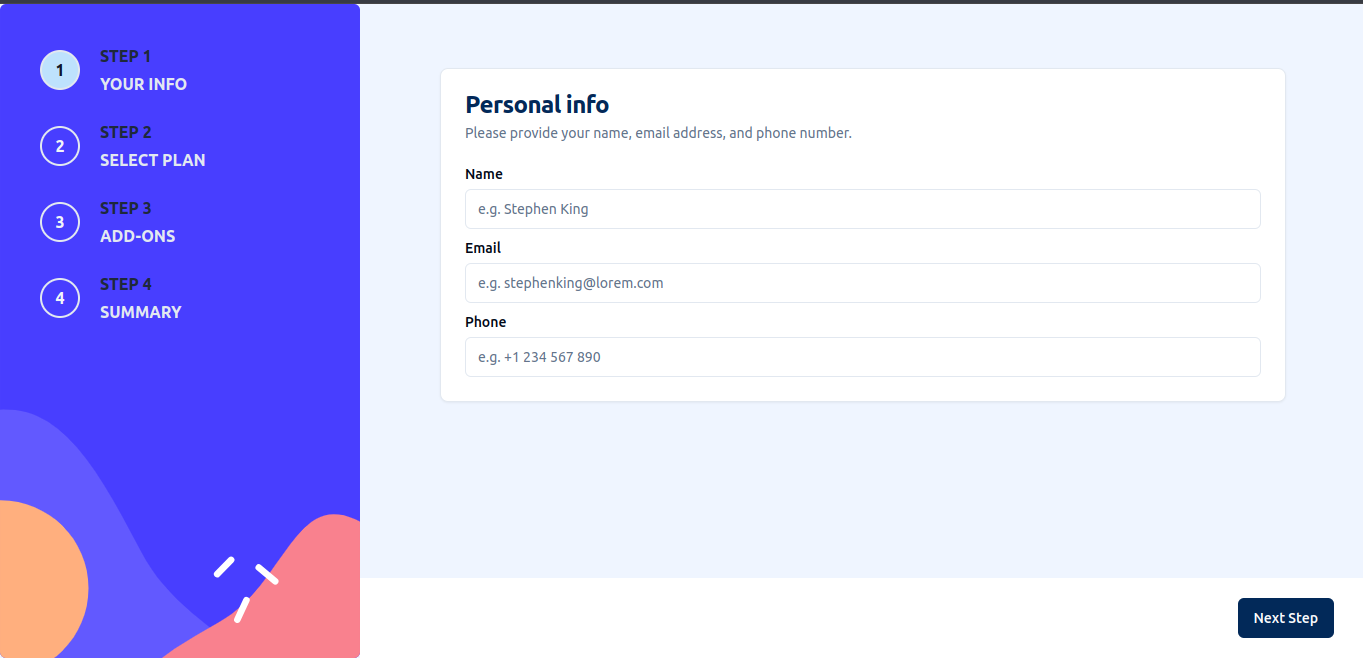 1
STEP 1
YOUR INFO
2
STEP 2
SELECT PLAN
3
STEP 3
ADD-ONS
4
STEP 4
SUMMARY
Personal info
Please provide your name, email address, and phone number.
Name
e.g. Stephen King
Email
e.g. stephenking@lorem.com
Phone
e.g. +1 234 567 890
Next Step